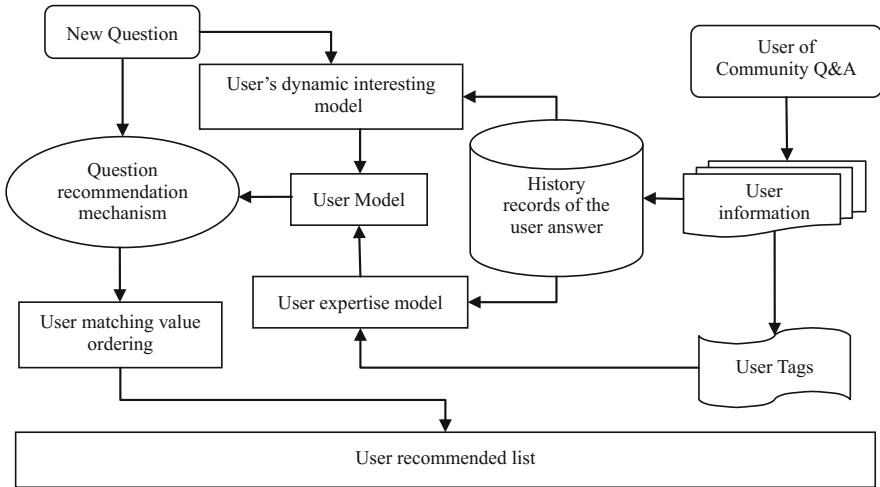 New Question
User of
Community Q&A
User’s dynamic interesting
model
Question
recommendation
mechanism
User Model
History
records of the
user answer
User
information
User expertise model
User matching value
ordering
User Tags
User recommended list